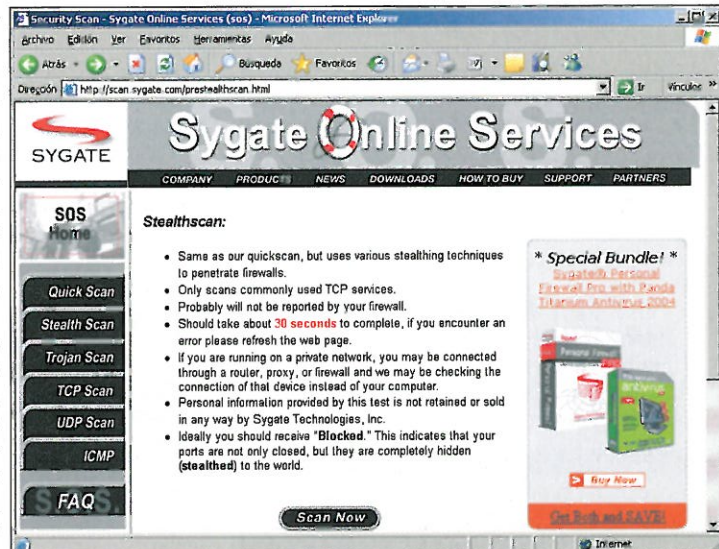 Security Scan - Sygate Online Services (sos) - Microsoft Internet Explorer
Archivo Edición Ver Favoritos Herramientas Ayuda
Atrás Búsqueda Favoritos
Dirección http://scan.sygate.com/prestealthscan.html Ir Vínculos »
SYGATE
Sygate Online Services
COMPANY PRODUCTS NEWS DOWNLOADS HOW TO BUY SUPPORT PARTNERS
SOS
Home
Quick Scan
Stealth Scan
Trojan Scan
TCP Scan
UDP Scan
ICMP
FAQ
Stealthscan:
• Same as our quickscan, but uses various stealthing techniques
to penetrate firewalls.
• Only scans commonly used TCP services.
• Probably will not be reported by your firewall.
• Should take about 30 seconds to complete, if you encounter an
error please refresh the web page.
• If you are running on a private network, you may be connected
through a router, proxy, or firewall and we may be checking the
connection of that device instead of your computer.
• Personal information provided by this test is not retained or sold
in any way by Sygate Technologies, Inc.
• Ideally you should receive "Blocked." This indicates that your
ports are not only closed, but they are completely hidden
(stealthed) to the world.
Scan Now
* Special Bundle! *
Sygate® Personal
Firewall Pro with Panda
Titanium Antivirus 2004
Personal Firewall
antivirus
Buy Now
Get Both and SAVE!
Internet